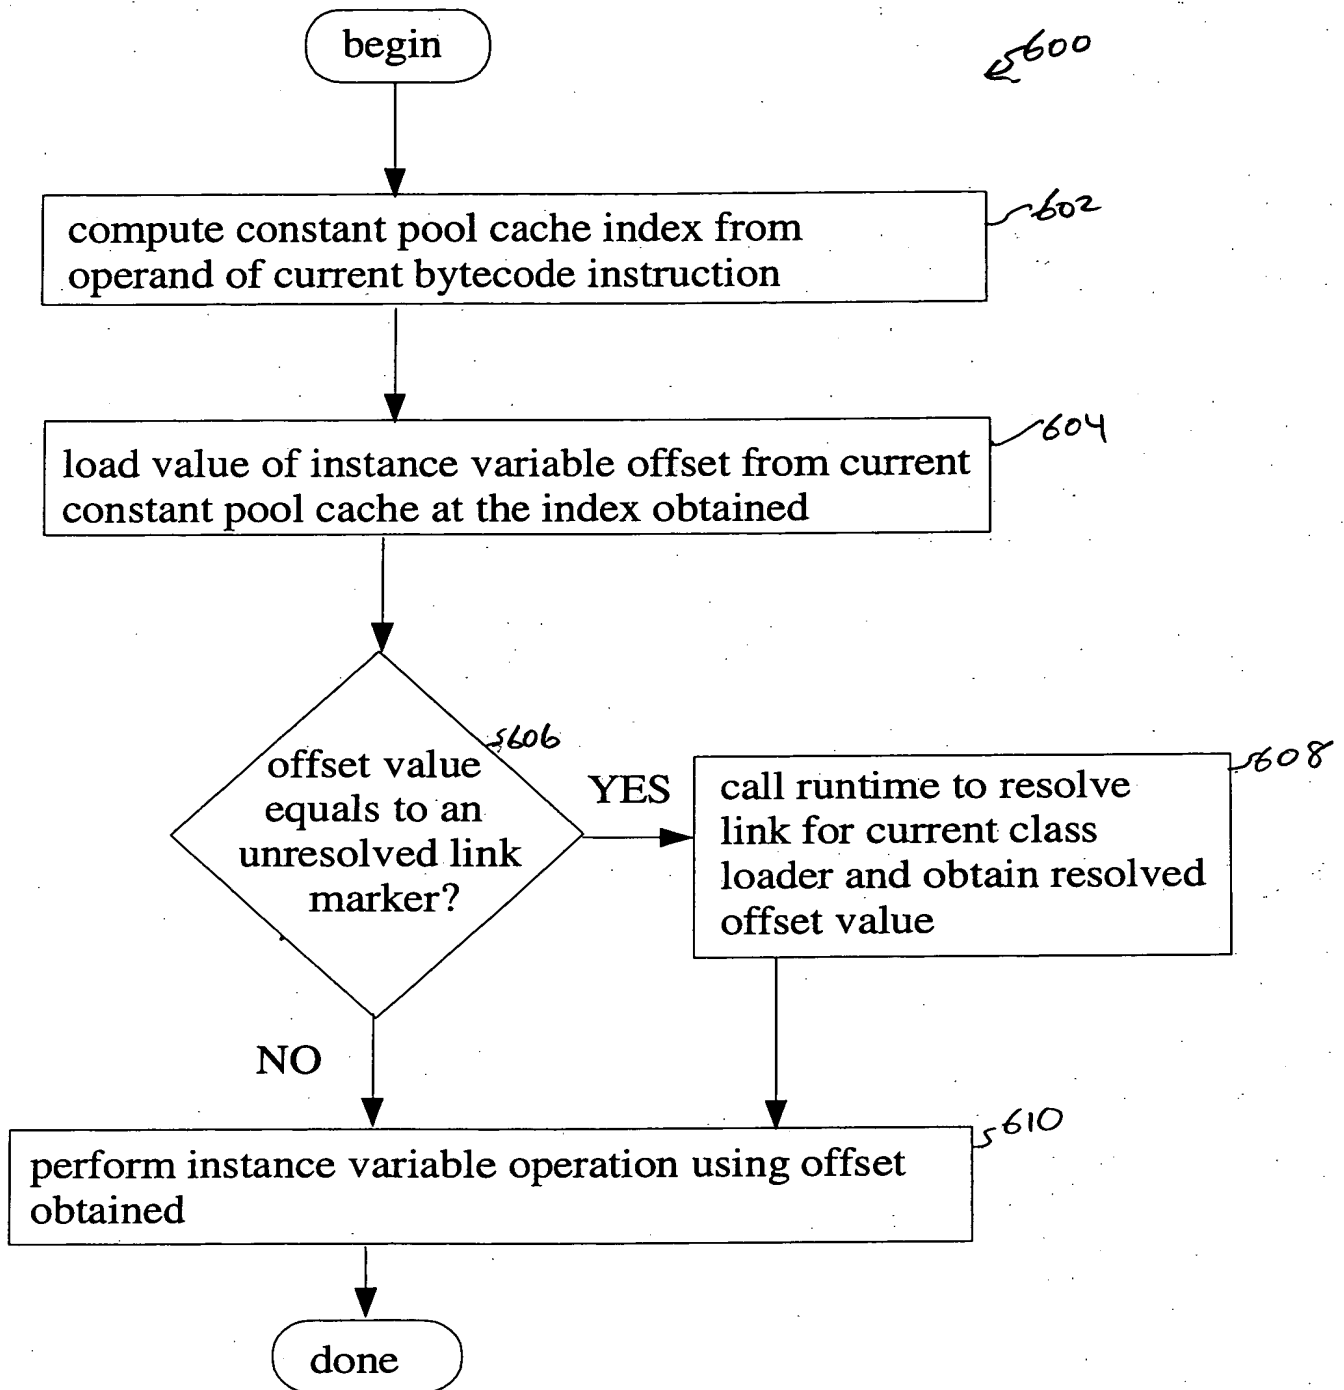 begin
600
compute constant pool cache index from
operand of current bytecode instruction
602
load value of instance variable offset from current
constant pool cache at the index obtained
604
offset value
equals to an
unresolved link
marker?
606
YES
call runtime to resolve
link for current class
loader and obtain resolved
offset value
608
NO
perform instance variable operation using offset
obtained
610
done